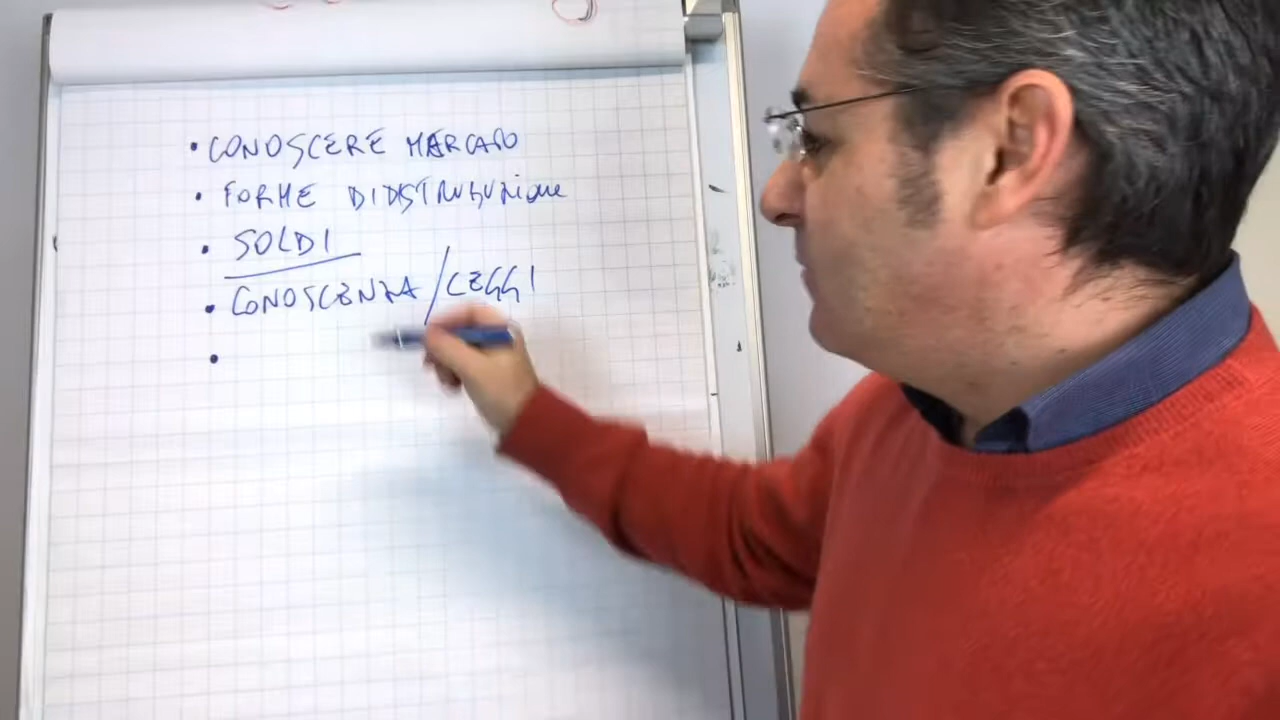 • CONOSCERE MERCATO
• FORME DI DISTRIBUZIONE
• SOLDI
• CONOSCENZA/LEGGI
•